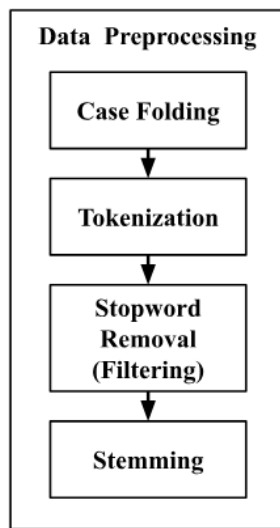 Data Preprocessing
Case Folding
Tokenization
Stopword
Removal
(Filtering)
Stemming